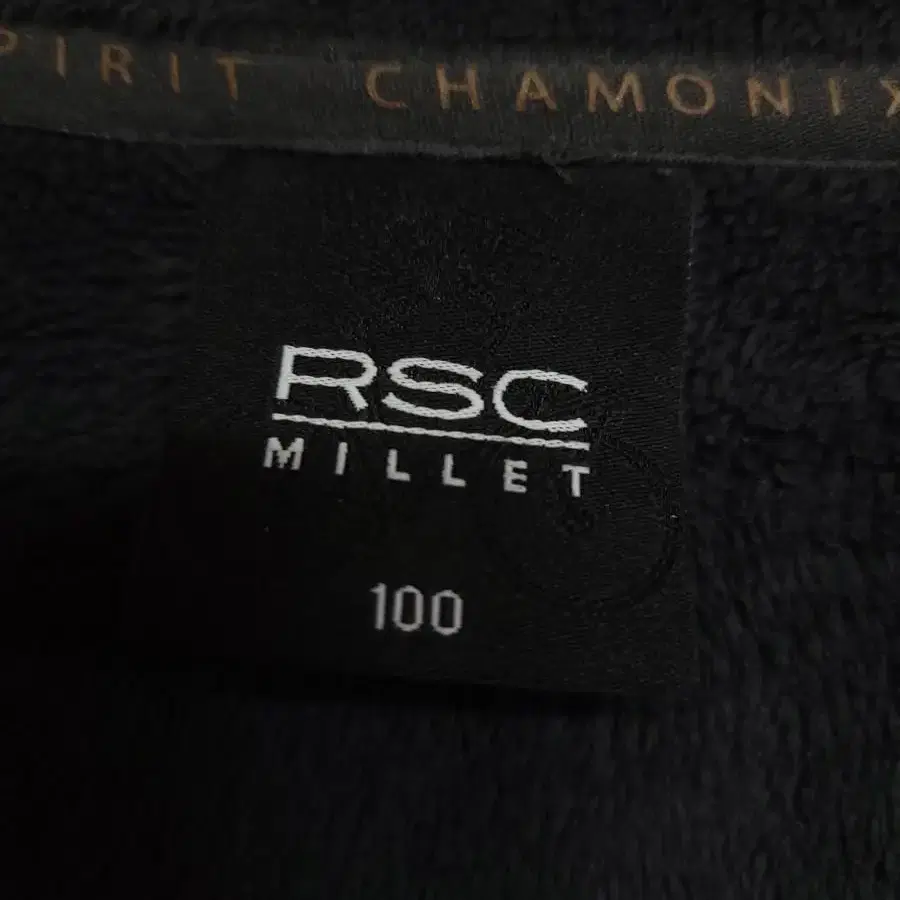 PIRIT CHAMONIX
RSC
MILLET
100